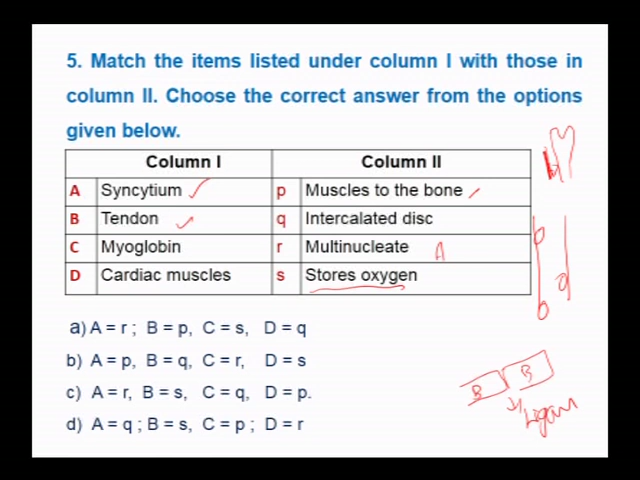 5. Match the items listed under column I with those in
column II. Choose the correct answer from the options
given below.
Column I Column II
A Syncytium p Muscles to the bone
B Tendon q Intercalated disc
C Myoglobin r Multinucleate A
D Cardiac muscles s Stores oxygen
a) A = r ; B = p, C = s, D = q
b) A = p, B = q, C = r, D = s
c) A = r, B = s, C = q, D = p.
d) A = q ; B = s, C = p ; D = r
B B